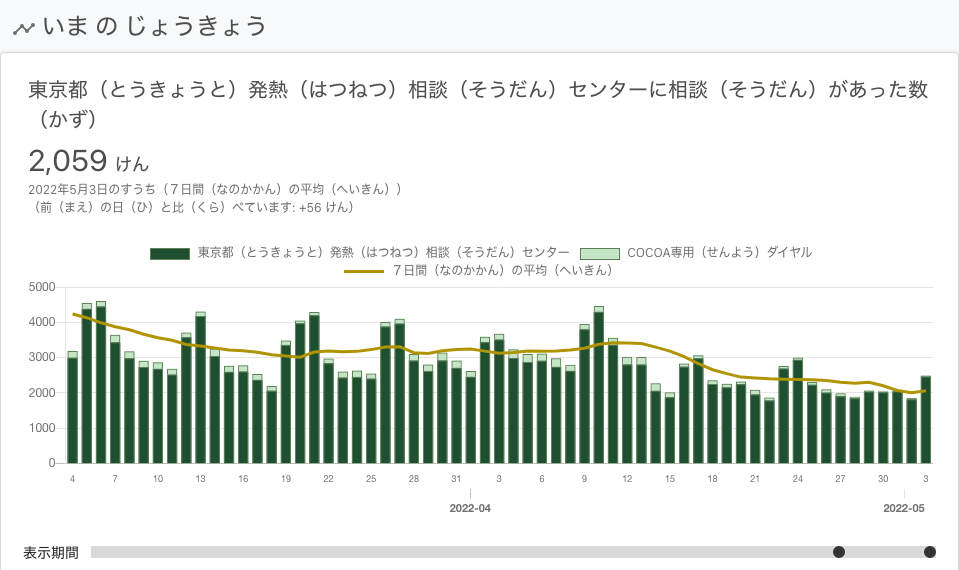 いま の じょうきょう
東京都（とうきょうと）発熱（はつねつ）相談（そうだん）センターに相談（そうだん）があった数
（かず）
2,059 けん
2022年5月3日のすうち（７日間（なのかかん）の平均（へいきん））
（前（まえ）の日（ひ）と比（くら）べています: +56 けん）
東京都（とうきょうと）発熱（はつねつ）相談（そうだん）センター COCOA専用（せんよう）ダイヤル
７日間（なのかかん）の平均（へいきん）
5000
4000
3000
2000
1000
0
4 7 10 13 16 19 22 25 28 31 3 6 9 12 15 18 21 24 27 30 3
2022-04 2022-05
表示期間